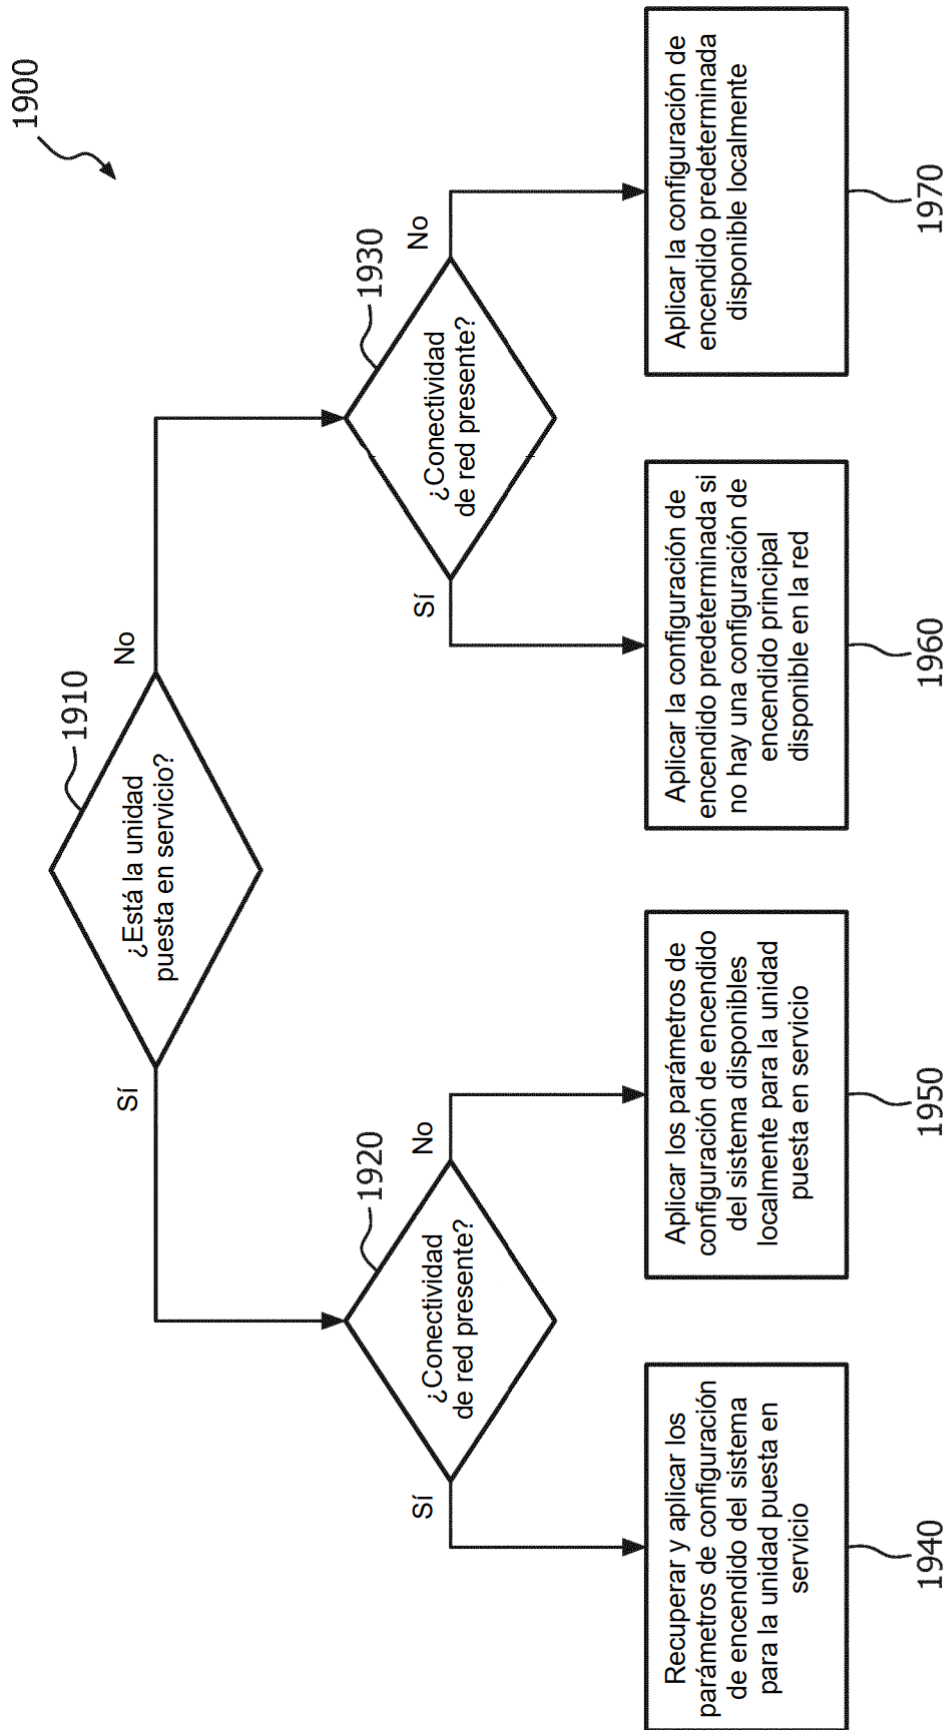 1900
1910
¿Está la unidad
puesta en servicio?
Sí
No
1920
¿Conectividad
de red presente?
Sí
No
1930
¿Conectividad
de red presente?
Sí
No
Recuperar y aplicar los
parámetros de configuración
de encendido del sistema
para la unidad puesta en
servicio
1940
Aplicar los parámetros de
configuración de encendido
del sistema disponibles
localmente para la unidad
puesta en servicio
1950
Aplicar la configuración de
encendido predeterminada si
no hay una configuración de
encendido principal
disponible en la red
1960
Aplicar la configuración de
encendido predeterminada
disponible localmente
1970